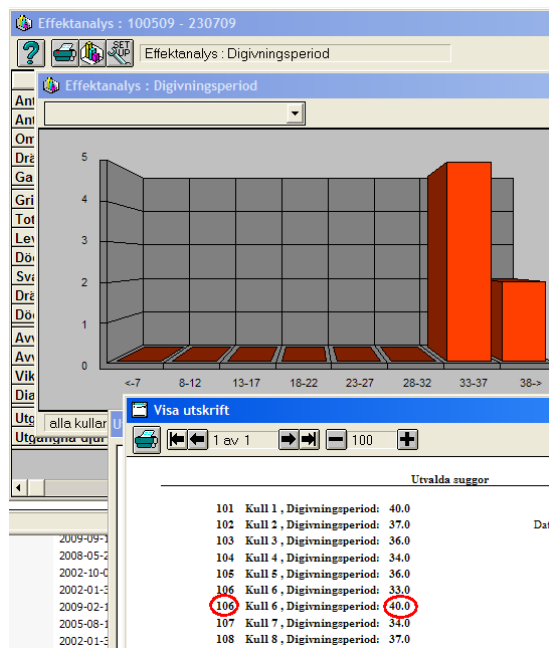 Effektanalys : 100509 - 230709
? SET UP Effektanalys : Digivningsperiod
Effektanalys : Digivningsperiod
Ant
Ant
Om
Drä
Ga
Gri
Tot
Lev
Död
Sva
Drä
Död
Avv
Avv
Vik
Dia
Utg
Utgångna djur
5
4
3
2
1
0
<-7 8-12 13-17 18-22 23-27 28-32 33-37 38->
alla kullar U
Visa utskrift
1 av 1 100
Utvalda suggor
101 Kull 1 , Digivningsperiod: 40.0
102 Kull 2 , Digivningsperiod: 37.0 Dat
103 Kull 3 , Digivningsperiod: 36.0
104 Kull 4 , Digivningsperiod: 34.0
105 Kull 5 , Digivningsperiod: 36.0
106 Kull 6 , Digivningsperiod: 33.0
106 Kull 6 , Digivningsperiod: 40.0
107 Kull 7 , Digivningsperiod: 34.0
108 Kull 8 , Digivningsperiod: 37.0
2009-09-1
2008-05-2
2002-10-0
2002-01-3
2009-02-1
2005-08-1
2002-01-3